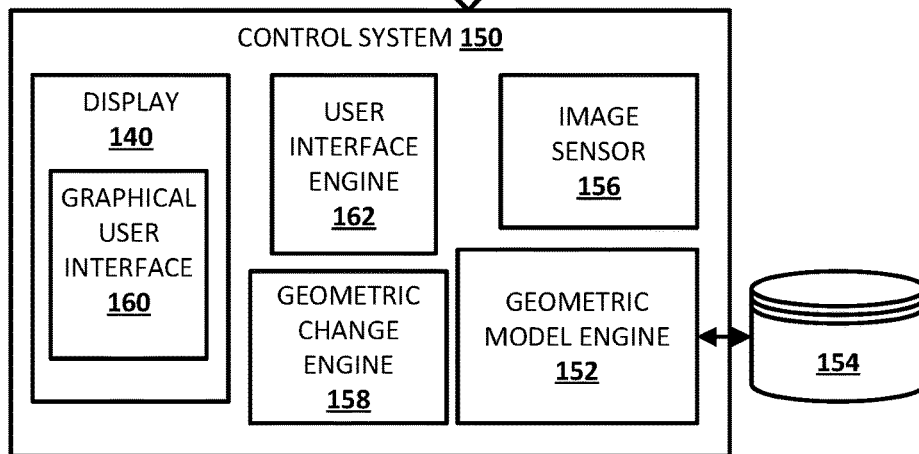 CONTROL SYSTEM 150
DISPLAY
140
GRAPHICAL
USER
INTERFACE
160
USER
INTERFACE
ENGINE
162
IMAGE
SENSOR
156
GEOMETRIC
CHANGE
ENGINE
158
GEOMETRIC
MODEL ENGINE
152
154